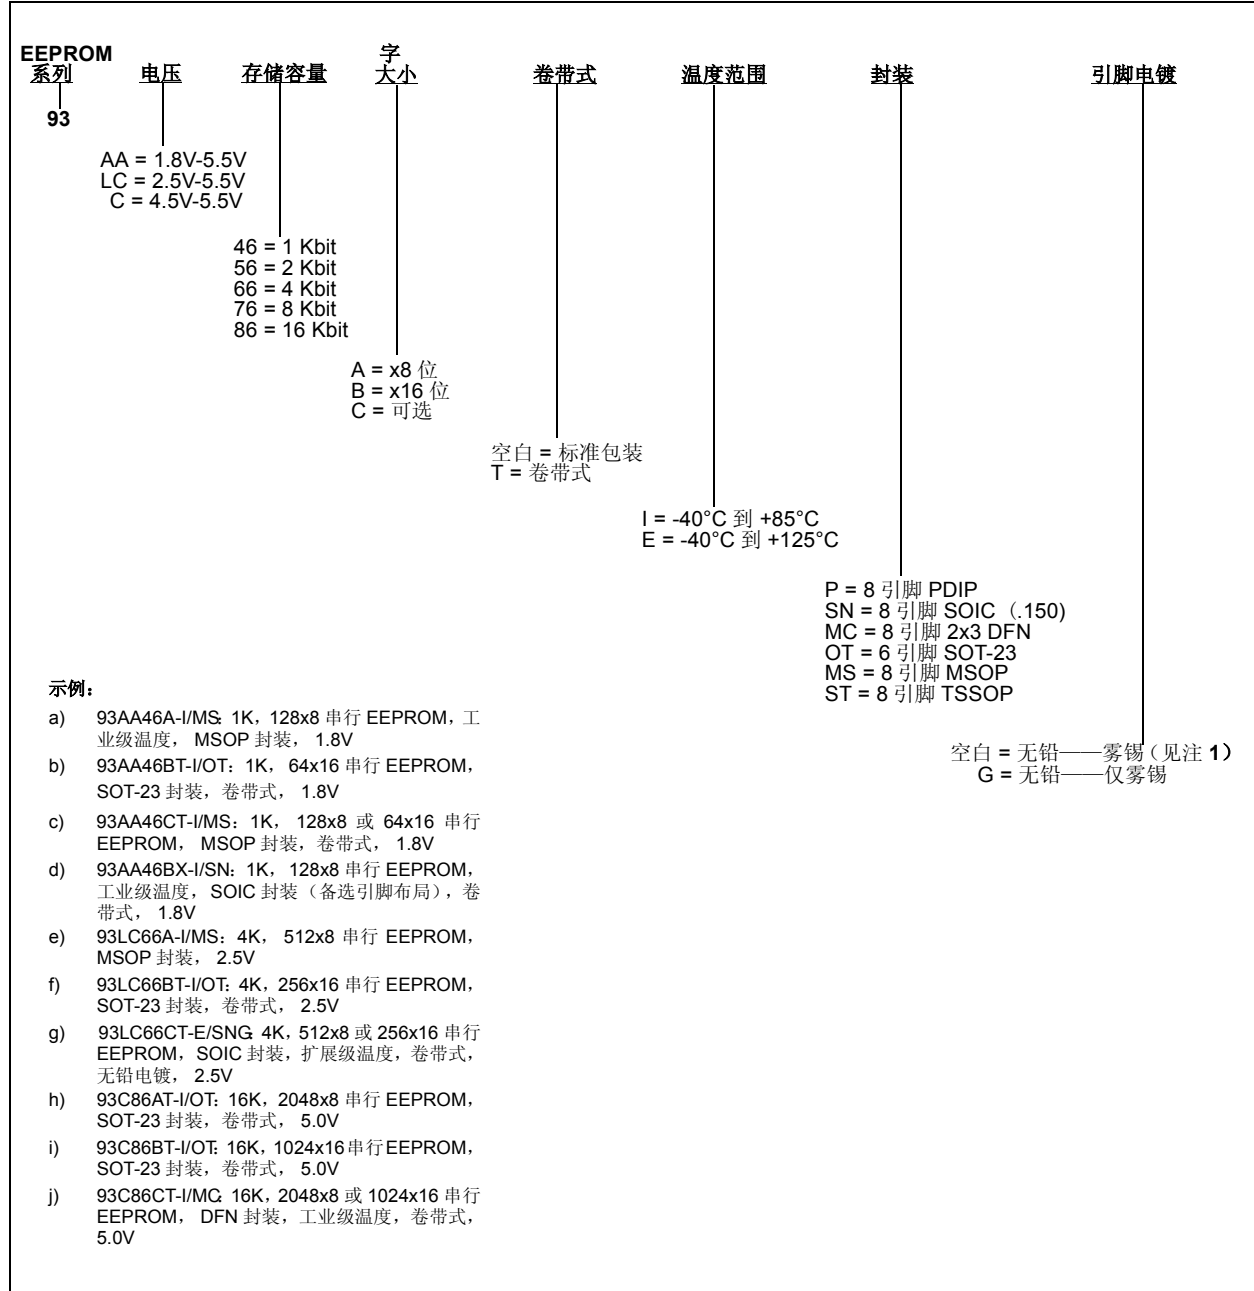 EEPROM
系列
电压
存储容量
字
大小
卷带式
温度范围
封装
引脚电镀
93
AA = 1.8V-5.5V
LC = 2.5V-5.5V
C = 4.5V-5.5V
46 = 1 Kbit
56 = 2 Kbit
66 = 4 Kbit
76 = 8 Kbit
86 = 16 Kbit
A = x8 位
B = x16 位
C = 可选
空白 = 标准包装
T = 卷带式
I = -40°C 到 +85°C
E = -40°C 到 +125°C
P = 8 引脚 PDIP
SN = 8 引脚 SOIC（.150)
MC = 8 引脚 2x3 DFN
OT = 6 引脚 SOT-23
MS = 8 引脚 MSOP
ST = 8 引脚 TSSOP
空白 = 无铅——雾锡（见注 1）
G = 无铅——仅雾锡
示例：
a) 93AA46A-I/MS: 1K，128x8 串行 EEPROM，工
业级温度， MSOP 封装， 1.8V
b) 93AA46BT-I/OT：1K， 64x16 串行 EEPROM，
SOT-23 封装，卷带式， 1.8V
c) 93AA46CT-I/MS：1K， 128x8 或 64x16 串行
EEPROM， MSOP 封装，卷带式， 1.8V
d) 93AA46BX-I/SN：1K， 128x8 串行 EEPROM，
工业级温度， SOIC 封装（备选引脚布局），卷
带式， 1.8V
e) 93LC66A-I/MS：4K， 512x8 串行 EEPROM，
MSOP 封装， 2.5V
f) 93LC66BT-I/OT：4K，256x16 串行 EEPROM，
SOT-23 封装，卷带式， 2.5V
g) 93LC66CT-E/SNG: 4K，512x8 或 256x16 串行
EEPROM，SOIC 封装，扩展级温度，卷带式，
无铅电镀， 2.5V
h) 93C86AT-I/OT：16K，2048x8 串行 EEPROM，
SOT-23 封装，卷带式， 5.0V
i) 93C86BT-I/OT：16K，1024x16 串行 EEPROM，
SOT-23 封装，卷带式， 5.0V
j) 93C86CT-I/MC: 16K，2048x8 或 1024x16 串行
EEPROM， DFN 封装，工业级温度，卷带式，
5.0V